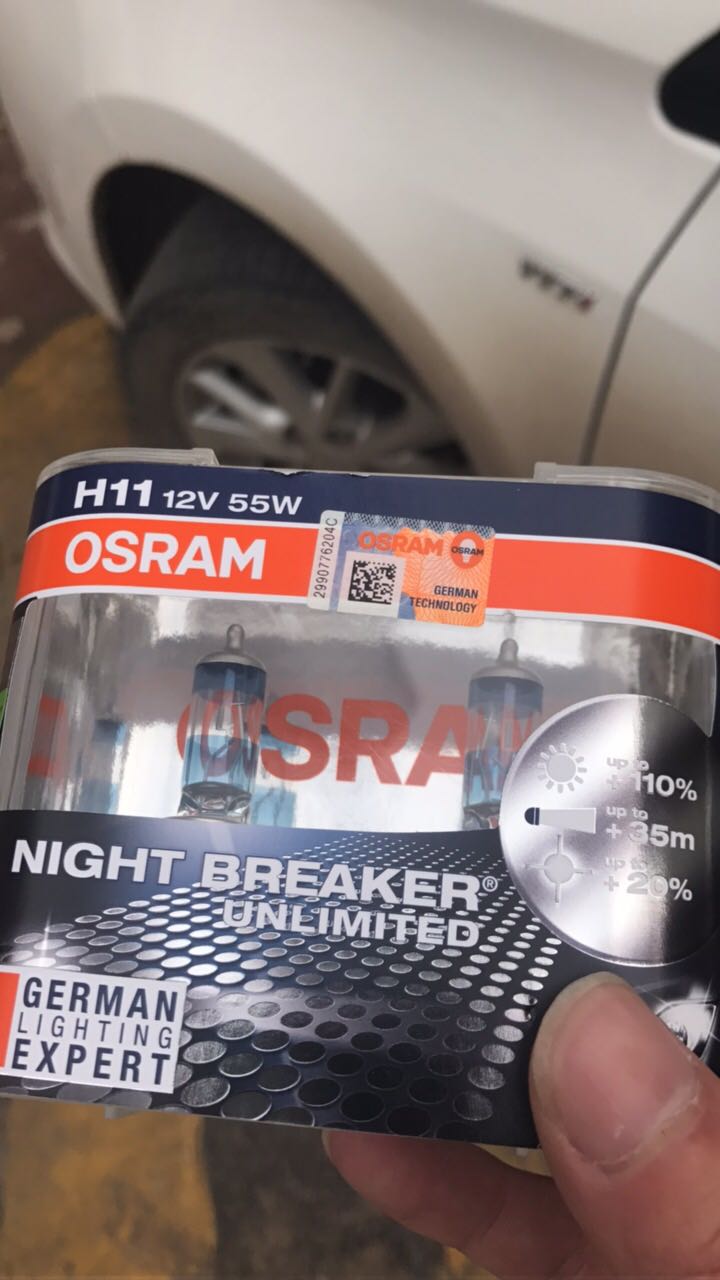 H11 12V 55W
OSRAM
2990776204C
OSRAM OSRAM
GERMAN
TECHNOLOGY
OSRA
up to
+ 110%
up to
+ 35m
up to
+ 20%
NIGHT BREAKER®
UNLIMITED
GERMAN
LIGHTING
EXPERT